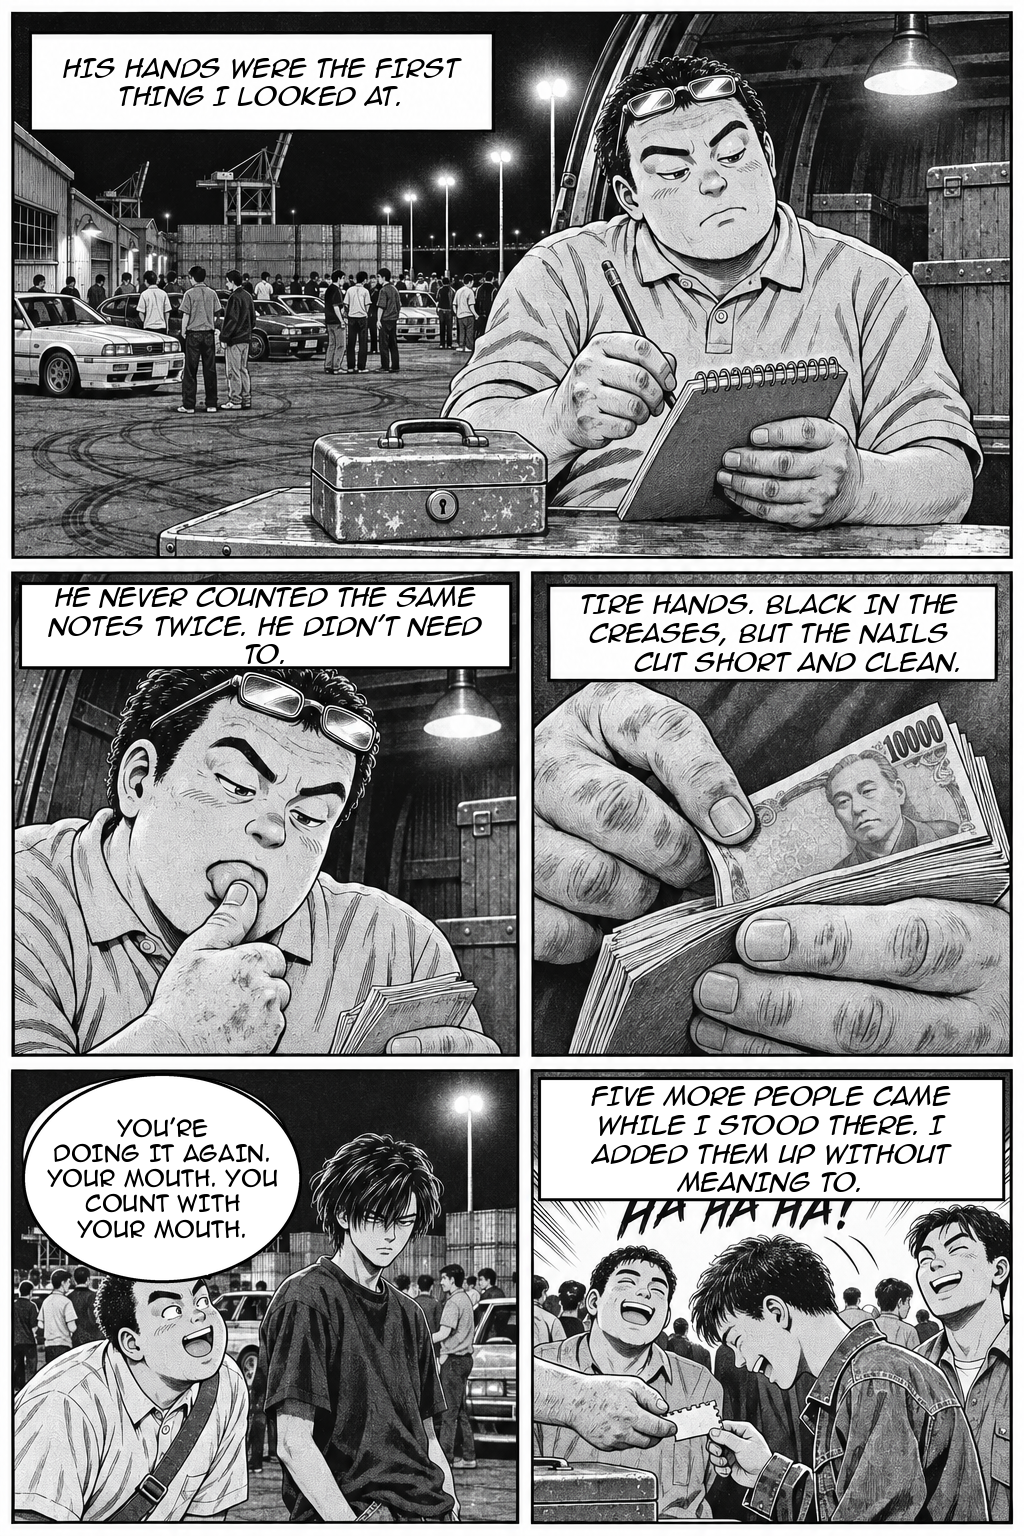 HIS HANDS WERE THE FIRST
THING I LOOKED AT.
HE NEVER COUNTED THE SAME
NOTES TWICE. HE DIDN'T NEED
TO.
TIRE HANDS. BLACK IN THE
CREASES, BUT THE NAILS
CUT SHORT AND CLEAN.
10000
YOU'RE
DOING IT AGAIN.
YOUR MOUTH. YOU
COUNT WITH
YOUR MOUTH.
FIVE MORE PEOPLE CAME
WHILE I STOOD THERE. I
ADDED THEM UP WITHOUT
MEANING TO.
HA HA HA!